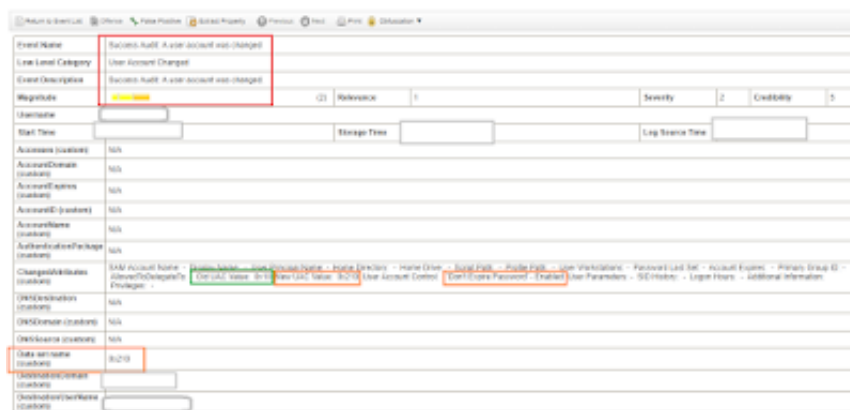 Return to Event List Offense False Positive Extract Property Previous Next Print Obfuscation
Event Name Success Audit: A user account was changed
Low Level Category User Account Changed
Event Description Success Audit: A user account was changed
Magnitude (2) Relevance 1 Severity 2 Credibility 5
Username
Start Time Storage Time Log Source Time
Accesses (custom) N/A
AccountDomain (custom) N/A
AccountExpires (custom) N/A
AccountID (custom) N/A
AccountName (custom) N/A
AuthenticationPackage (custom) N/A
ChangedAttributes (custom) SAM Account Name: - Display Name: - User Principal Name: - Home Directory: - Home Drive: - Script Path: - Profile Path: - User Workstations: - Password Last Set: - Account Expires: - Primary Group ID: -
AllowedToDelegateTo: Old UAC Value: New UAC Value: 0x210 User Account Control: 'Don't Expire Password' - Enabled User Parameters: - SID History: - Logon Hours: - Additional Information:
Privileges: -
DNSDestination (custom) N/A
DNSDomain (custom) N/A
DNSSource (custom) N/A
Data set name (custom) 0x210
DestinationDomain (custom)
DestinationUserName (custom)